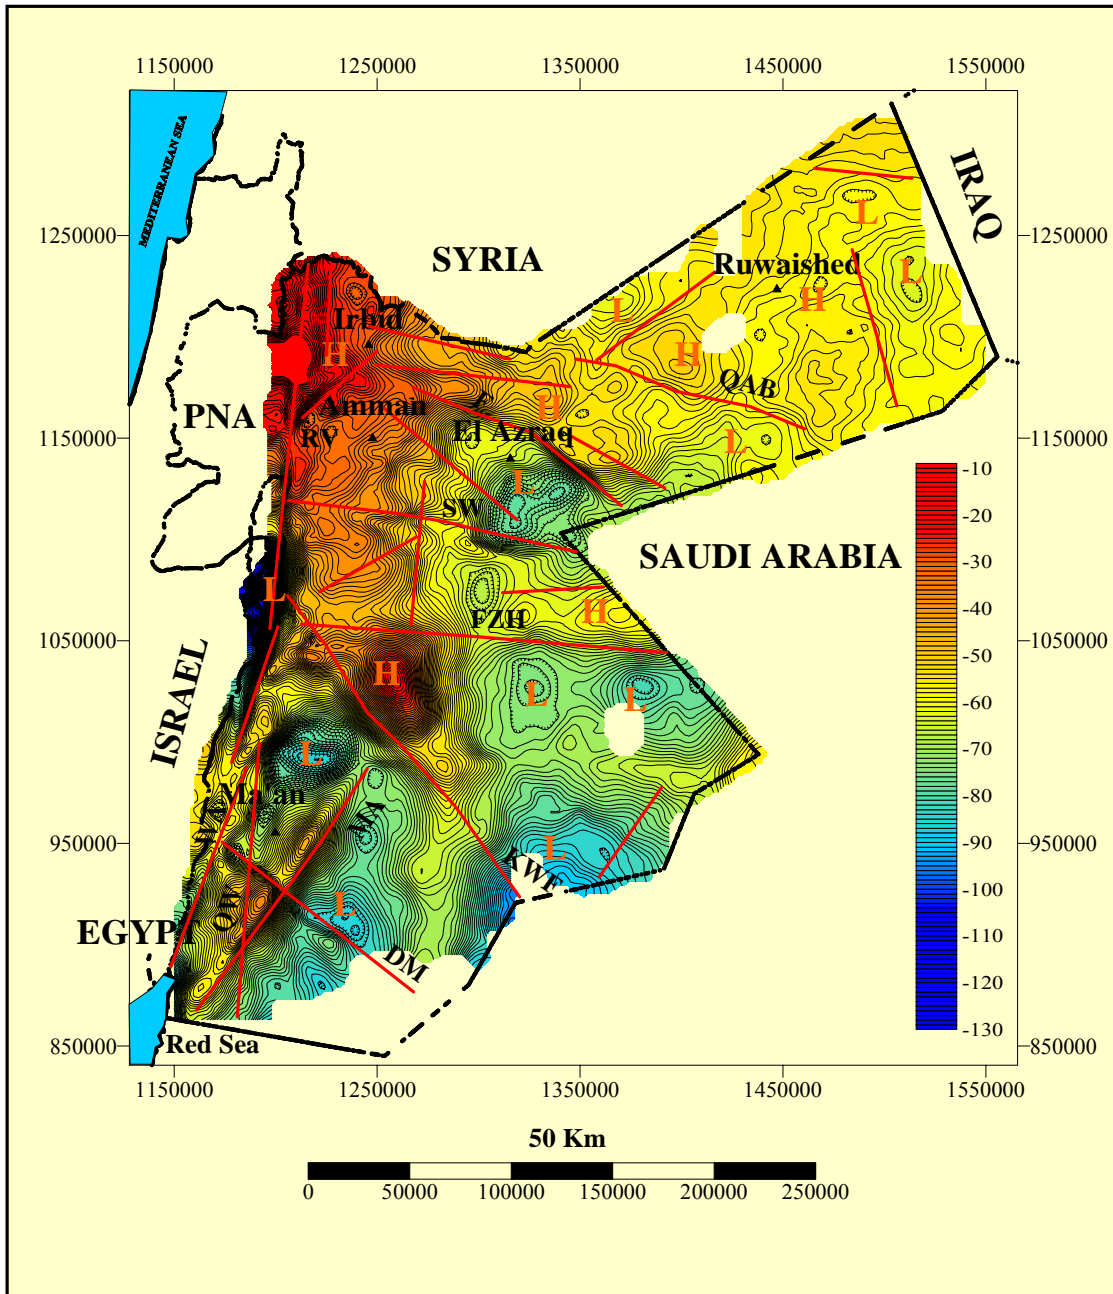 1150000 1250000 1350000 1450000 1550000
MEDITERRANEAN SEA
IRAQ
1250000 1250000
SYRIA
L
Ruwaished
L
H
L
Irbid
H
H
QAB
PNA
Amman
H
RV
El Azraq
L
1150000 1150000
L
SW
-10
-20
-30
-40
-50
-60
-70
-80
-90
-100
-110
-120
-130
SAUDI ARABIA
L
FZH
H
1050000 1050000
ISRAEL
H
L
L
L
Ma'an
MA
950000 950000
L
KWF
QW
L
EGYPT
DM
Red Sea
850000 850000
1150000 1250000 1350000 1450000 1550000
50 Km
0 50000 100000 150000 200000 250000